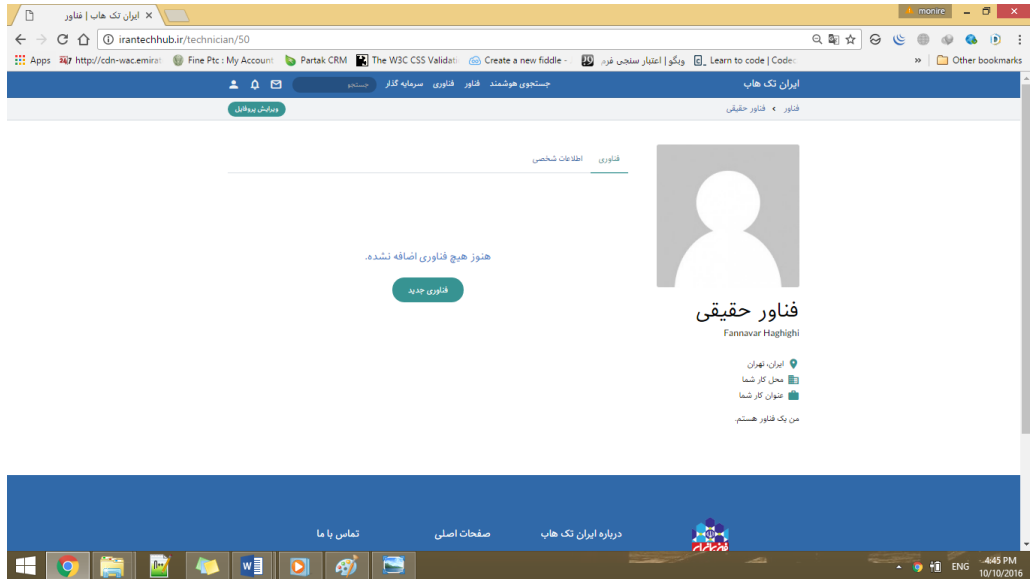 ایران تک هاب | فناور
monire
irantechhub.ir/technician/50
Apps
http://cdn-wac.emirat
Fine Ptc : My Account
Partak CRM
The W3C CSS Validati
Create a new fiddle -
وبگو | اعتبار سنجی فرم
Learn to code | Codec
»
Other bookmarks
ایران تک هاب
جستجوی هوشمند فناور فناوری سرمایه گذار
جستجو
فناور › فناور حقیقی
ویرایش پروفایل
فناوری اطلاعات شخصی
هنوز هیچ فناوری اضافه نشده.
فناوری جدید
فناور حقیقی
Fannavar Haghighi
ایران، تهران
محل کار شما
عنوان کار شما
من یک فناور هستم.
درباره ایران تک هاب
صفحات اصلی
تماس با ما
ENG
4:45 PM
10/10/2016